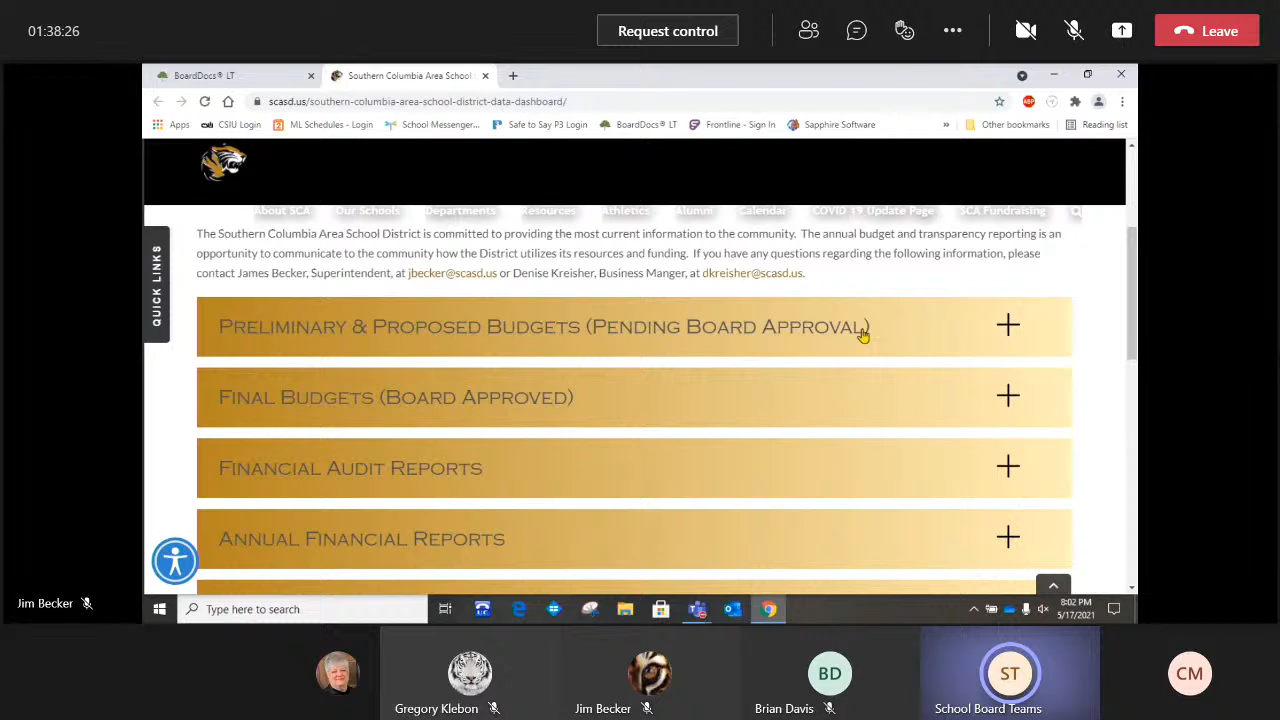 01:38:26
Request control
Leave
BoardDocs® LT
Southern Columbia Area School
scasd.us/southern-columbia-area-school-district-data-dashboard/
ABP
Apps
CSIU Login
ML Schedules - Login
School Messenger...
Safe to Say P3 Login
BoardDocs® LT
Frontline - Sign In
Sapphire Software
»
Other bookmarks
Reading list
About SCA
Our Schools
Departments
Resources
Athletics
Alumni
Calendar
COVID 19 Update Page
SCA Fundraising
QUICK LINKS
The Southern Columbia Area School District is committed to providing the most current information to the community. The annual budget and transparency reporting is an
opportunity to communicate to the community how the District utilizes its resources and funding. If you have any questions regarding the following information, please
contact James Becker, Superintendent, at jbecker@scasd.us or Denise Kreisher, Business Manger, at dkreisher@scasd.us.
Preliminary & Proposed Budgets (Pending Board Approval)
Final Budgets (Board Approved)
Financial Audit Reports
Annual Financial Reports
Jim Becker
Type here to search
8:02 PM
5/17/2021
Gregory Klebon
Jim Becker
BD
Brian Davis
ST
School Board Teams
CM